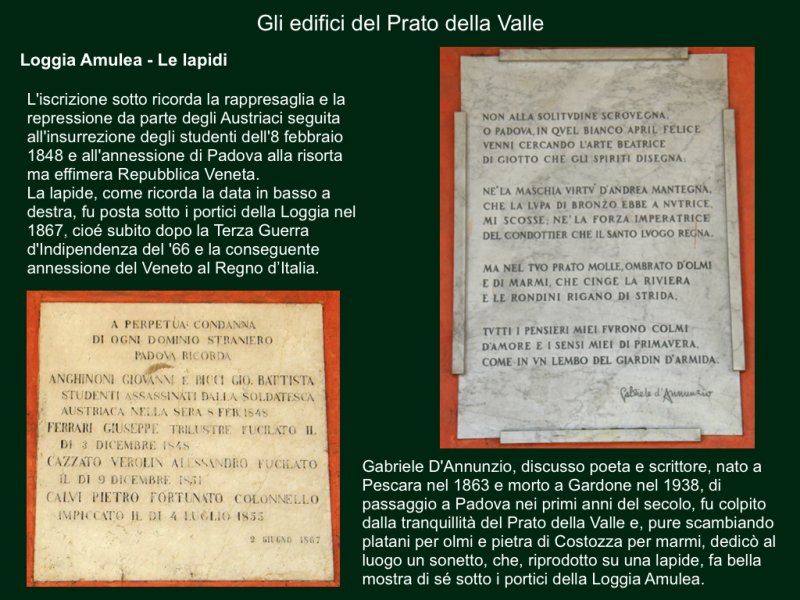 Gli edifici del Prato della Valle
Loggia Amulea - Le lapidi
L'iscrizione sotto ricorda la rappresaglia e la
repressione da parte degli Austriaci seguita
all'insurrezione degli studenti dell'8 febbraio
1848 e all'annessione di Padova alla risorta
ma effimera Repubblica Veneta.
La lapide, come ricorda la data in basso a
destra, fu posta sotto i portici della Loggia nel
1867, cioé subito dopo la Terza Guerra
d'Indipendenza del '66 e la conseguente
annessione del Veneto al Regno d'Italia.
A PERPETUA CONDANNA
DI OGNI DOMINIO STRANIERO
PADOVA RICORDA
ANGHINONI GIOVANNI E RICCI GIO. BATTISTA
STUDENTI ASSASSINATI DALLA SOLDATESCA
AUSTRIACA NELLA SERA 8 FEB. 1848
FERRARI GIUSEPPE TRILUSTRE FUCILATO IL
DI 3 DICEMBRE 1848
CAZZATO VEROLIN ALESSANDRO FUCILATO
IL DI 9 DICEMBRE 1851
CALVI PIETRO FORTUNATO COLONNELLO
IMPICCATO IL DI 4 LUGLIO 1855
2 GIUGNO 1867
NON ALLA SOLITVDINE SCROVEGNA,
O PADOVA, IN QVEL BIANCO APRIL FELICE
VENNI CERCANDO L'ARTE BEATRICE
DI GIOTTO CHE GLI SPIRITI DISEGNA;
NE' LA MASCHIA VIRTV' D'ANDREA MANTEGNA,
CHE LA LVPA DI BRONZO EBBE A NVTRICE,
MI SCOSSE; NE' LA FORZA IMPERATRICE
DEL CONDOTTIER CHE IL SANTO LVOGO REGNA.
MA NEL TVO PRATO MOLLE, OMBRATO D'OLMI
E DI MARMI, CHE CINGE LA RIVIERA
E LE RONDINI RIGANO DI STRIDA,
TVTTI I PENSIERI MIEI FVRONO COLMI
D'AMORE E I SENSI MIEI DI PRIMAVERA,
COME IN VN LEMBO DEL GIARDIN D'ARMIDA.
Gabriele d'Annunzio
Gabriele D'Annunzio, discusso poeta e scrittore, nato a
Pescara nel 1863 e morto a Gardone nel 1938, di
passaggio a Padova nei primi anni del secolo, fu colpito
dalla tranquillità del Prato della Valle e, pure scambiando
platani per olmi e pietra di Costozza per marmi, dedicò al
luogo un sonetto, che, riprodotto su una lapide, fa bella
mostra di sé sotto i portici della Loggia Amulea.